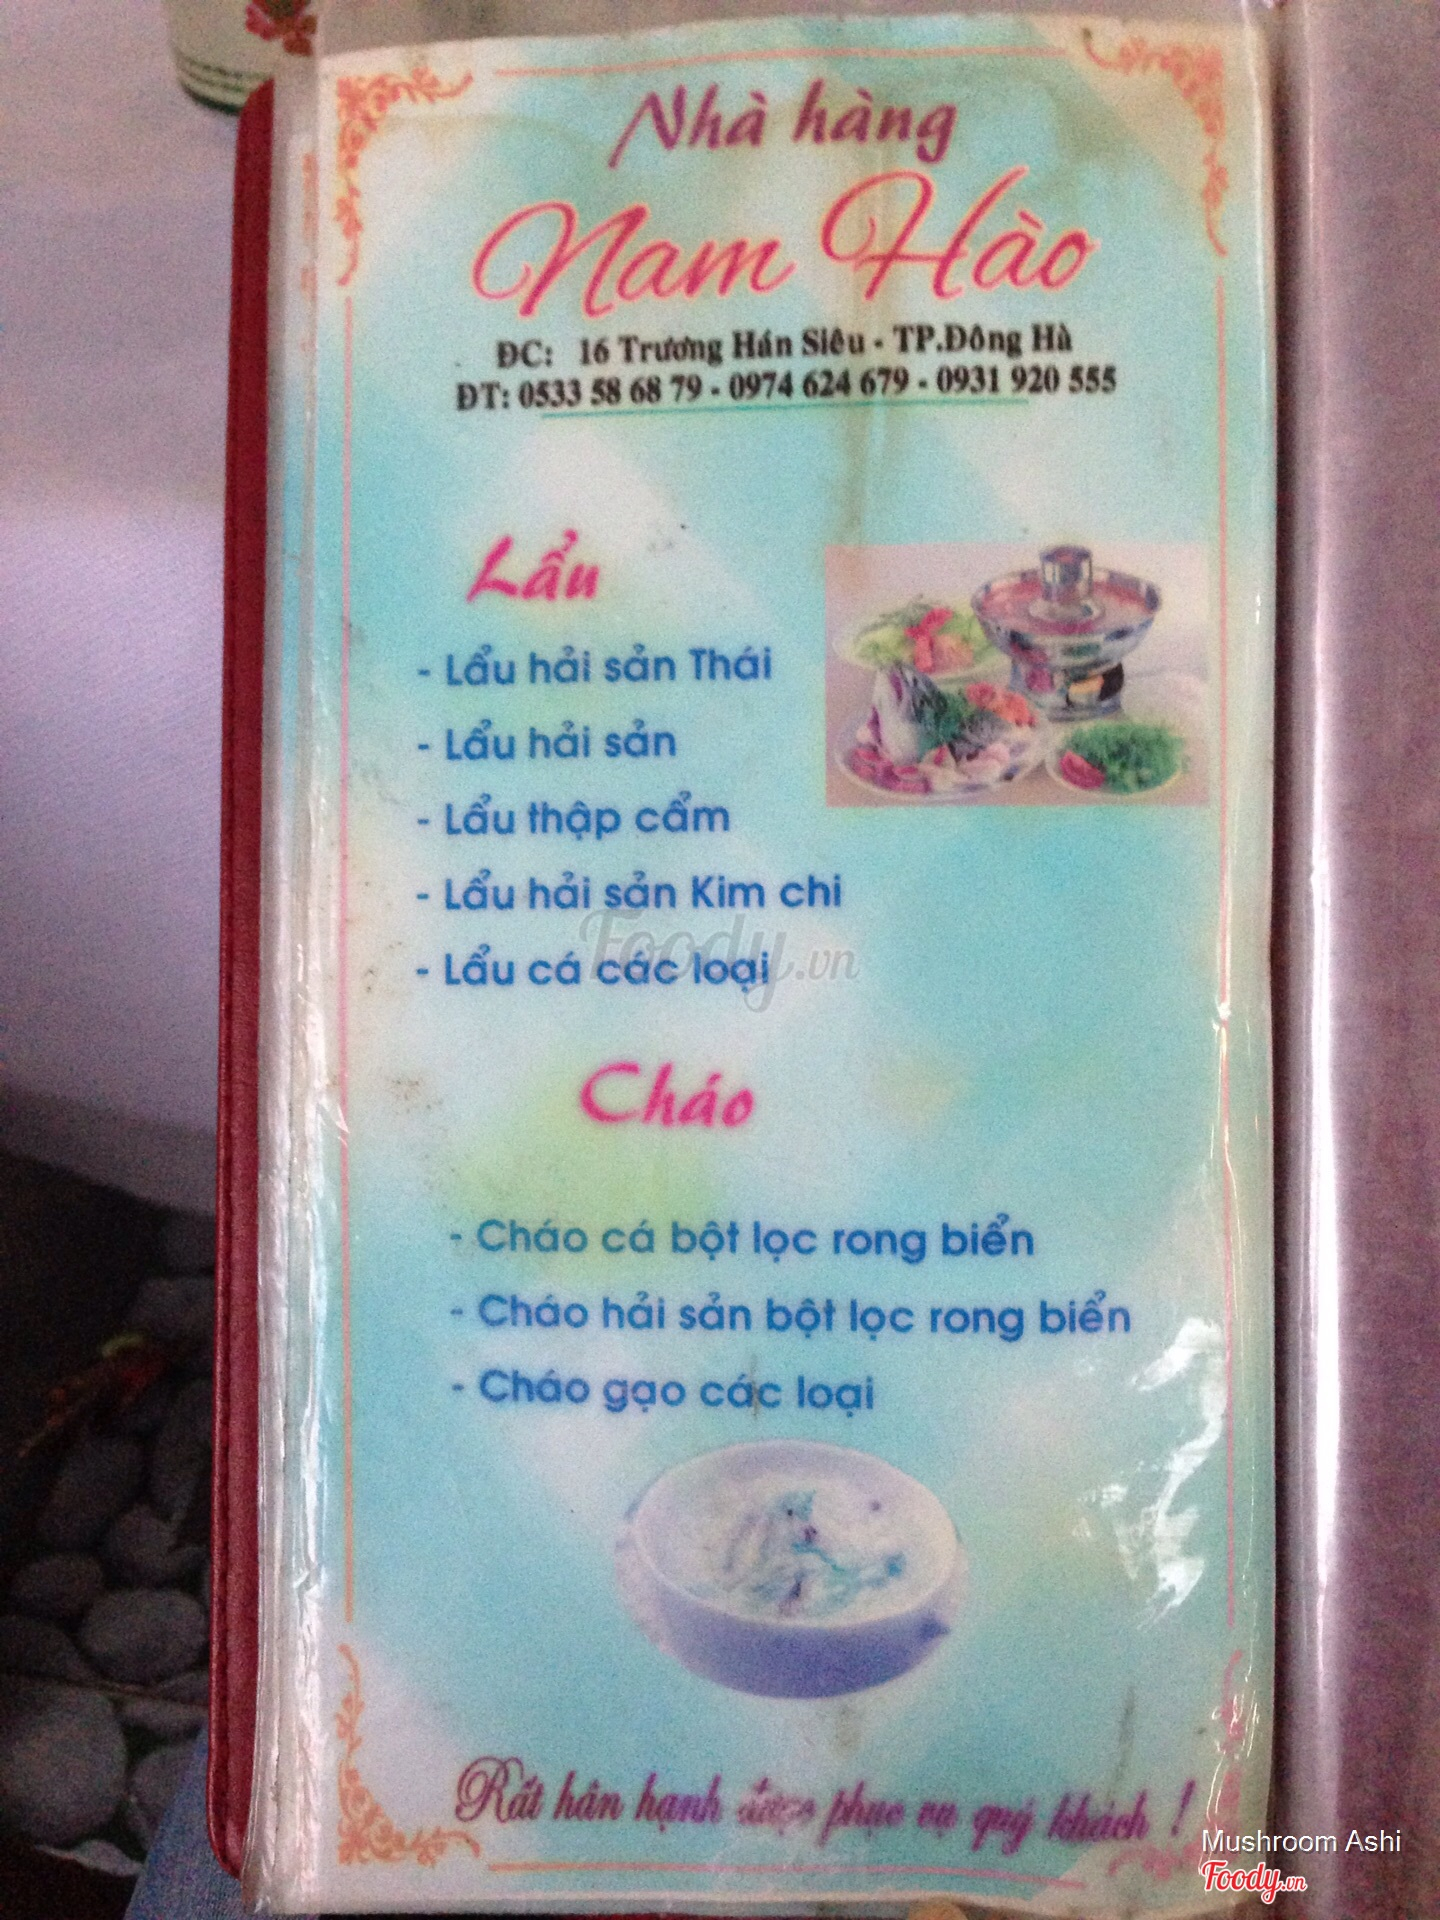 Nhà hàng
Nam Hào
ĐC: 16 Trương Hán Siêu - TP.Đông Hà
ĐT: 0533 58 68 79 - 0974 624 679 - 0931 920 555
Lẩu
- Lẩu hải sản Thái
- Lẩu hải sản
- Lẩu thập cẩm
- Lẩu hải sản Kim chi
- Lẩu cá các loại
Foody.vn
Cháo
- Cháo cá bột lọc rong biển
- Cháo hải sản bột lọc rong biển
- Cháo gạo các loại
Rất hân hạnh được phục vụ quý khách !
Mushroom Ashi
Foody.vn